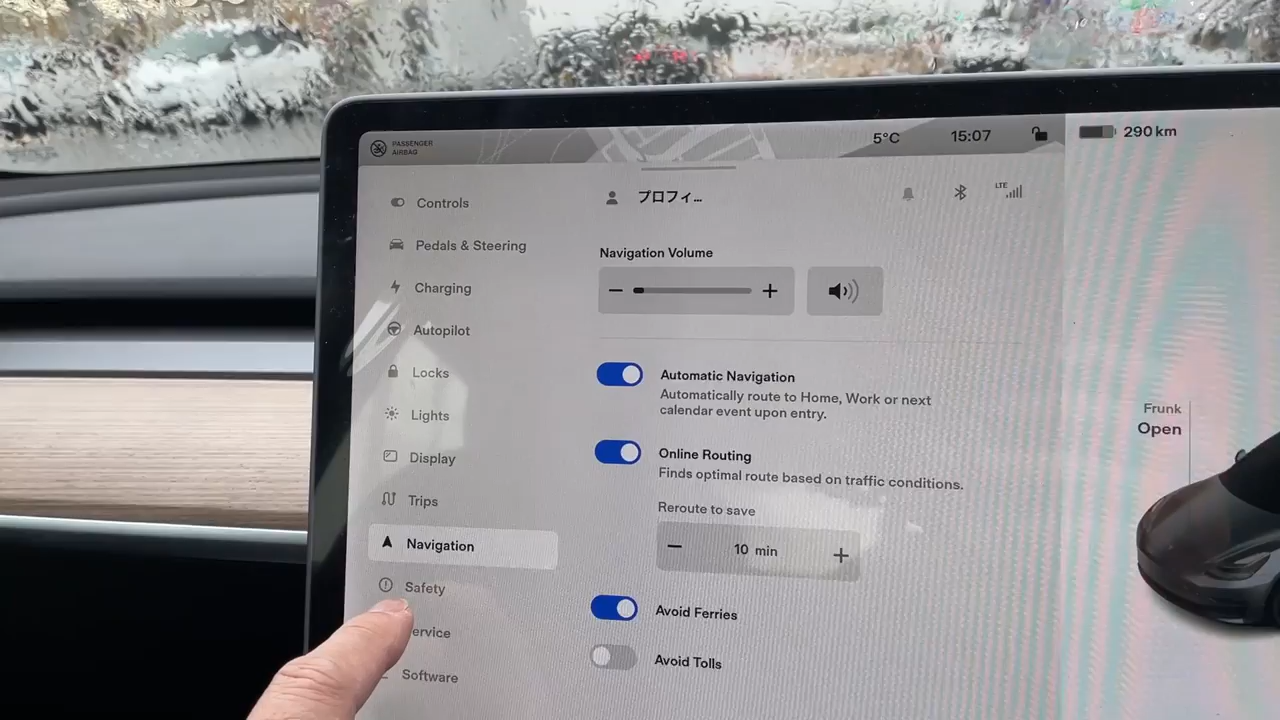 PASSENGER
AIRBAG
5°C
15:07
290 km
プロフィ...
LTE
Controls
Pedals & Steering
Charging
Autopilot
Locks
Lights
Display
Trips
Navigation
Safety
ervice
Software
Navigation Volume
Automatic Navigation
Automatically route to Home, Work or next
calendar event upon entry.
Online Routing
Finds optimal route based on traffic conditions.
Reroute to save
− 10 min +
Avoid Ferries
Avoid Tolls
Frunk
Open